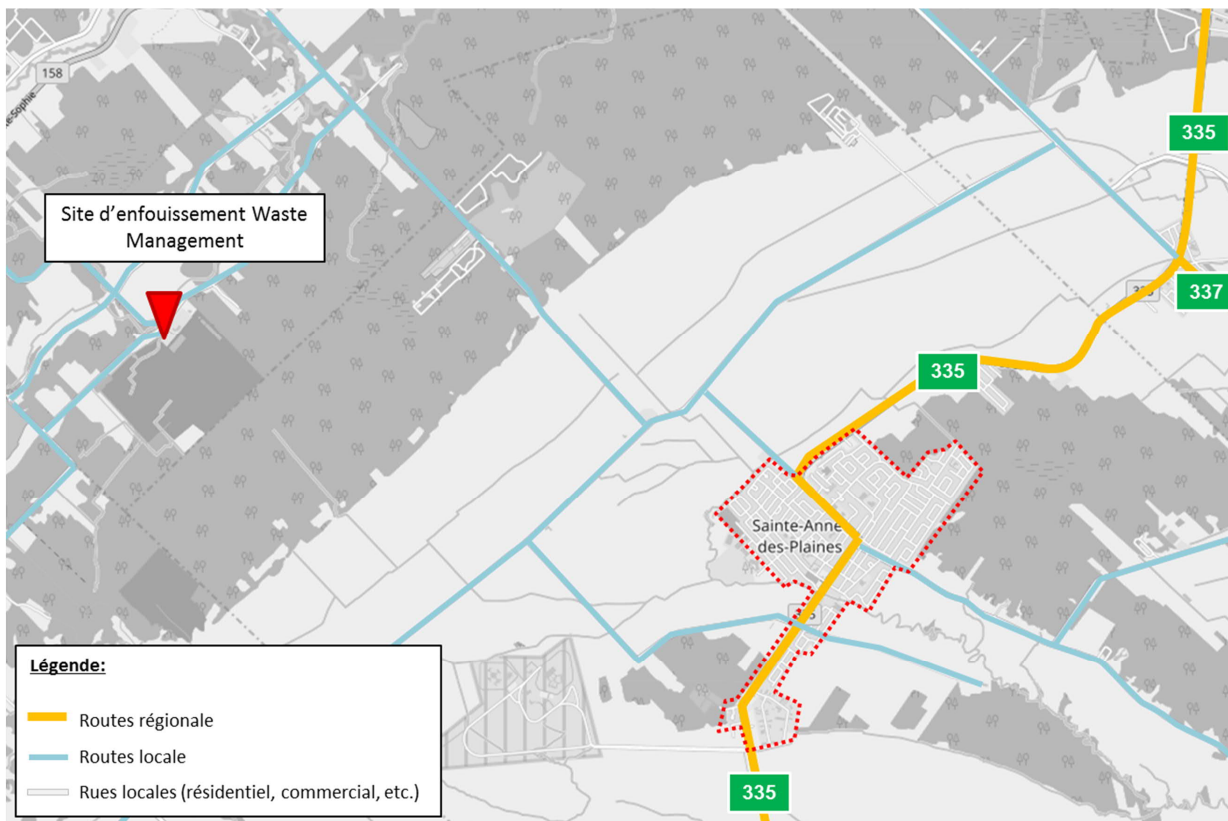 158
e-Sophie
335
Site d'enfouissement Waste
Management
337
335
Sainte-Anne
des-Plaines
Légende:
Routes régionale
Routes locale
Rues locales (résidentiel, commercial, etc.)
335